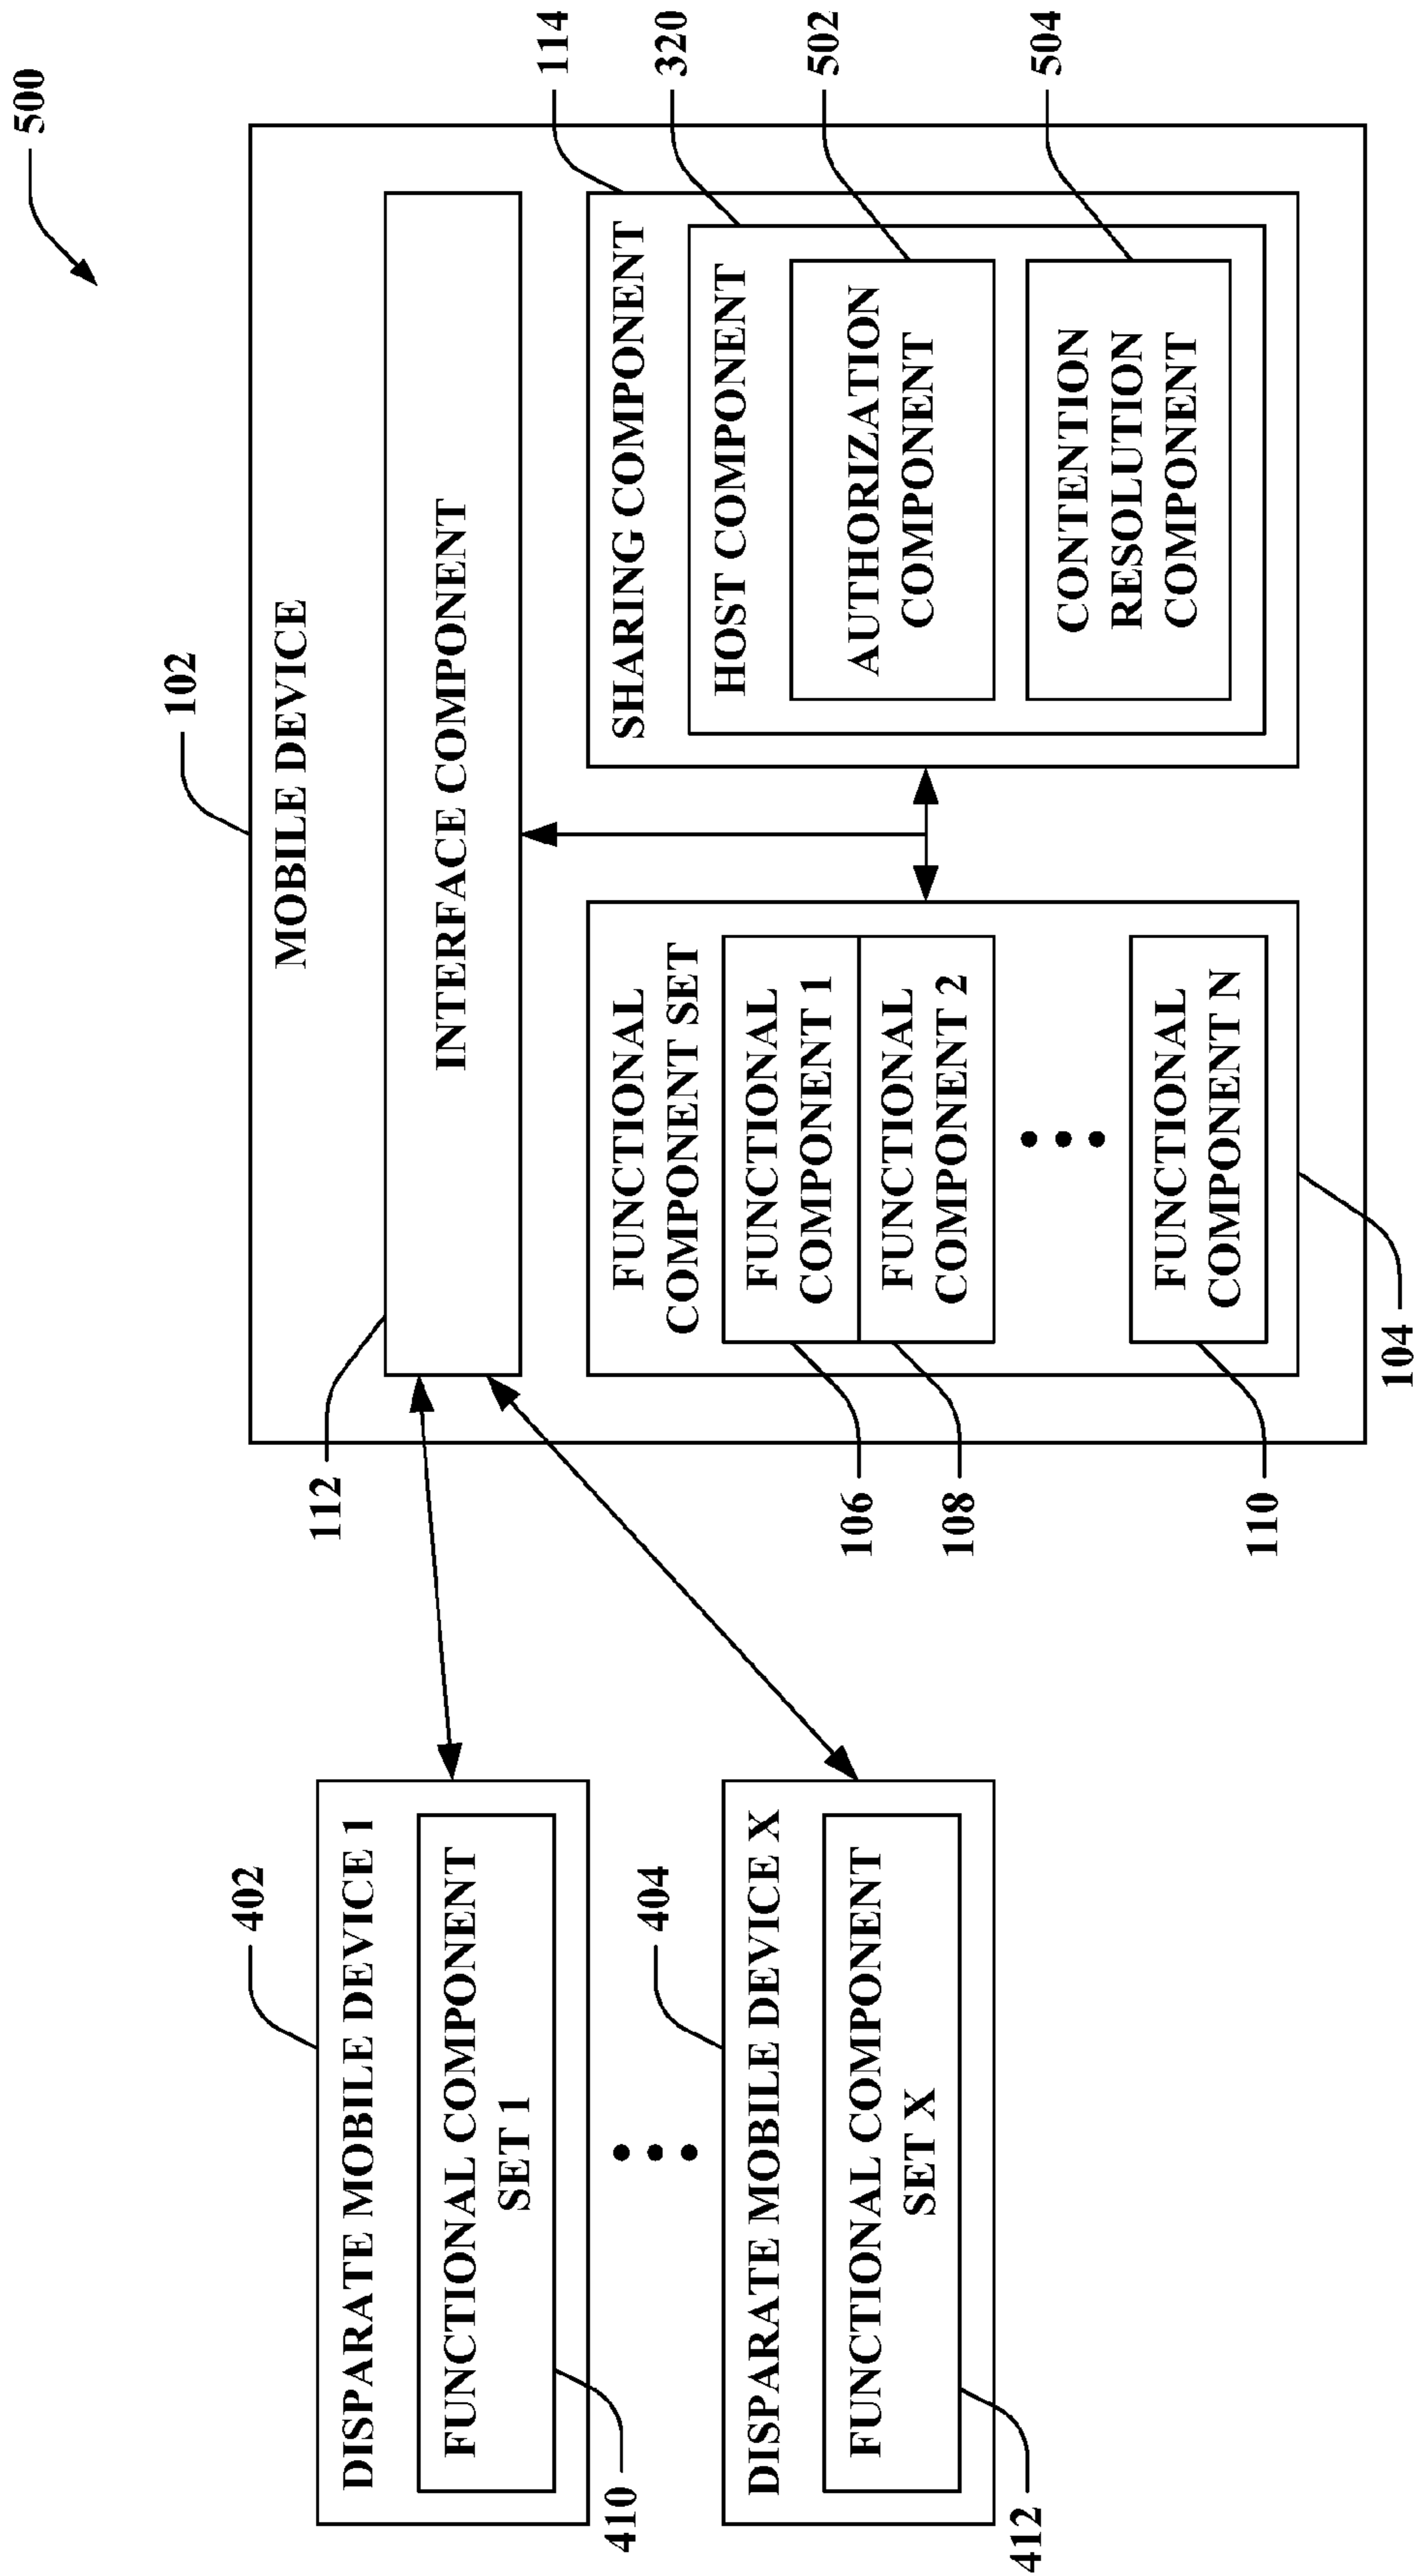 500
402
DISPARATE MOBILE DEVICE 1
FUNCTIONAL COMPONENT
SET 1
410
404
DISPARATE MOBILE DEVICE X
FUNCTIONAL COMPONENT
SET X
412
102
MOBILE DEVICE
112
INTERFACE COMPONENT
FUNCTIONAL
COMPONENT SET
FUNCTIONAL
COMPONENT 1
FUNCTIONAL
COMPONENT 2
FUNCTIONAL
COMPONENT N
106
108
110
104
SHARING COMPONENT
HOST COMPONENT
AUTHORIZATION
COMPONENT
CONTENTION
RESOLUTION
COMPONENT
114
320
502
504